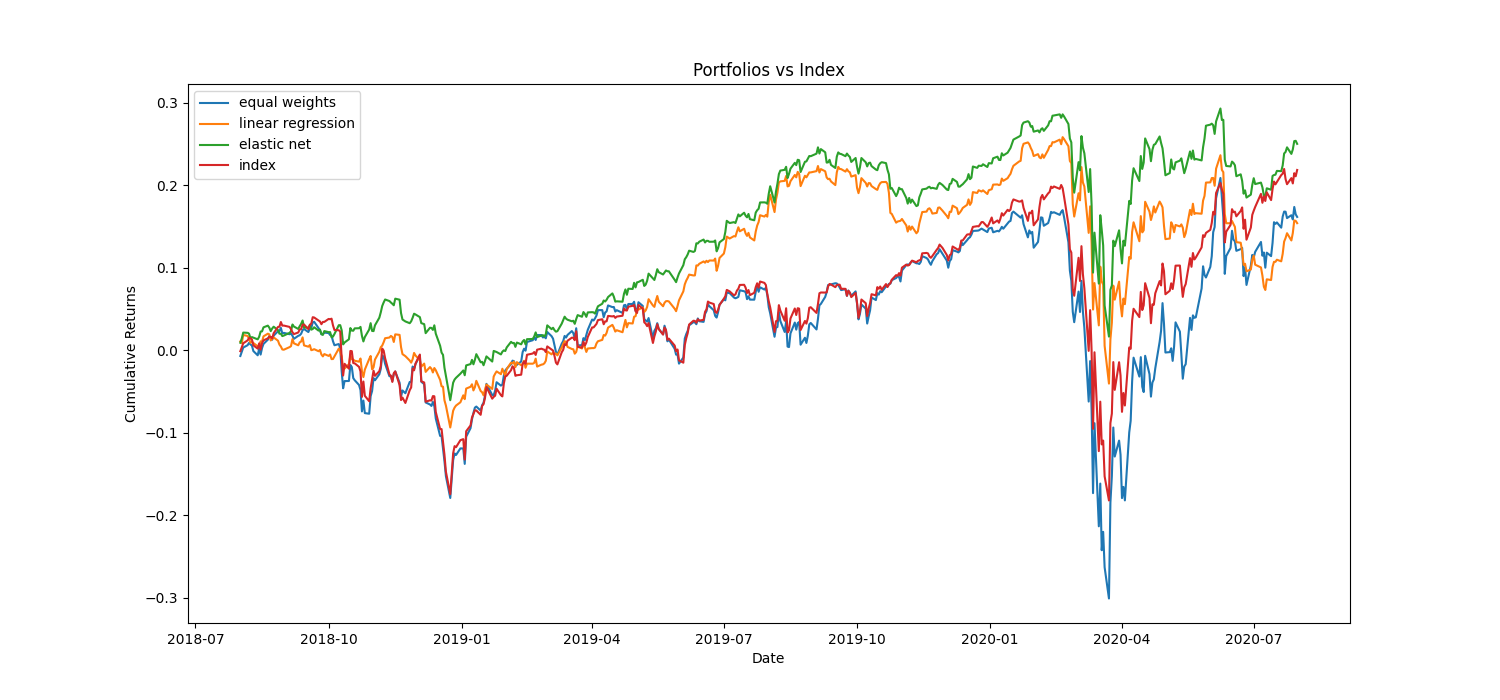 Portfolios vs Index
equal weights
linear regression
elastic net
index
Cumulative Returns
0.3
0.2
0.1
0.0
−0.1
−0.2
−0.3
2018-07 2018-10 2019-01 2019-04 2019-07 2019-10 2020-01 2020-04 2020-07
Date